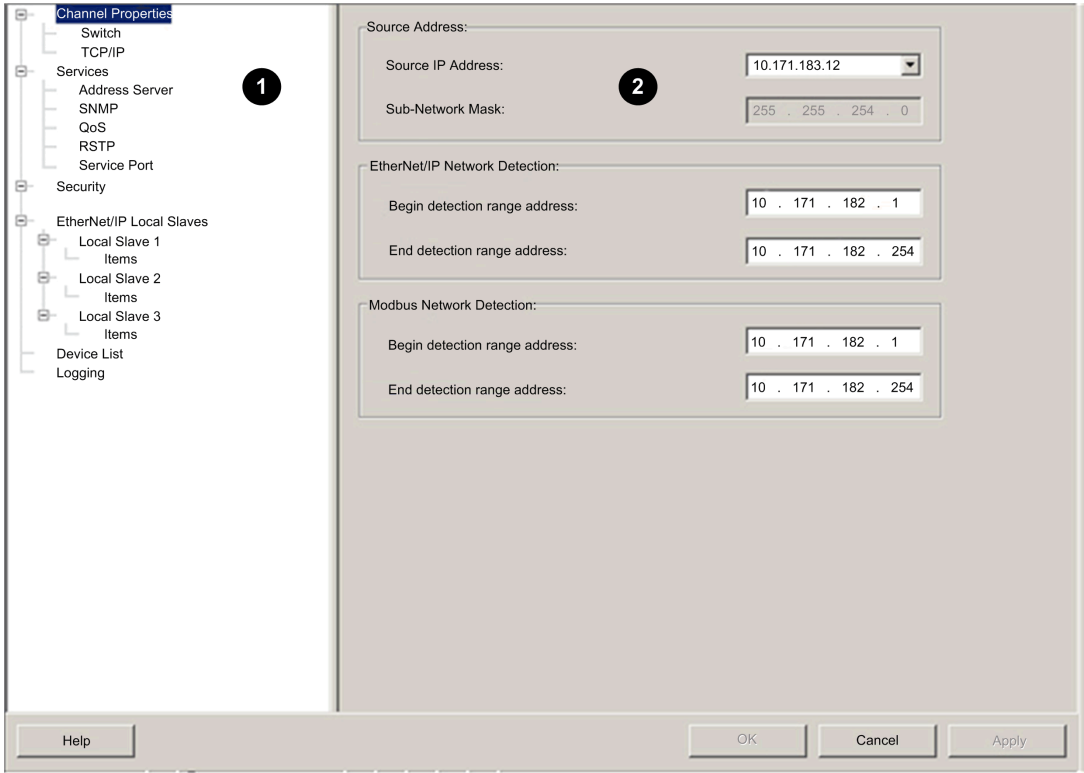 Channel Properties
Switch
TCP/IP
Services
Address Server
SNMP
QoS
RSTP
Service Port
Security
EtherNet/IP Local Slaves
Local Slave 1
Items
Local Slave 2
Items
Local Slave 3
Items
Device List
Logging
1
Source Address:
Source IP Address: 10.171.183.12
2
Sub-Network Mask: 255 . 255 . 254 . 0
EtherNet/IP Network Detection:
Begin detection range address: 10 . 171 . 182 . 1
End detection range address: 10 . 171 . 182 . 254
Modbus Network Detection:
Begin detection range address: 10 . 171 . 182 . 1
End detection range address: 10 . 171 . 182 . 254
Help OK Cancel Apply